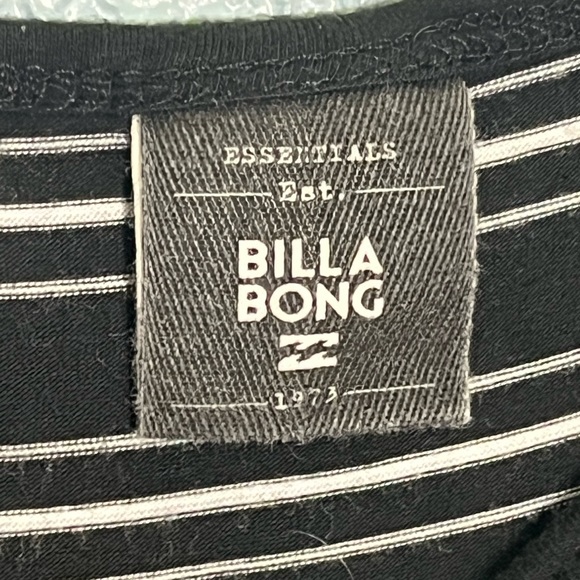 ESSENTIALS
Est.
BILLA
BONG
1973